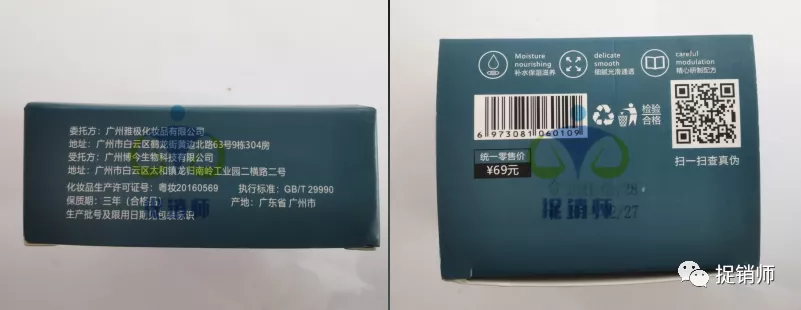 委托方：广州雅极化妆品有限公司
地址：广州市白云区鹤龙街黄边北路63号9栋304房
受托方：广州博今生物科技有限公司
地址：广州市白云区太和镇龙归南岭工业园二横路二号
化妆品生产许可证号：粤妆20160569 执行标准：GB/T 29990
保质期：三年（合格品） 产地：广东省 广州市
生产批号及限用日期见包装标识
捉销师
Moisture nourishing
补水保湿滋养
delicate smooth
细腻光滑通透
careful modulation
精心研制配方
6 973081 060109
检验合格
扫一扫查真伪
统一零售价
¥69元
捉销师
2/27
捉销师